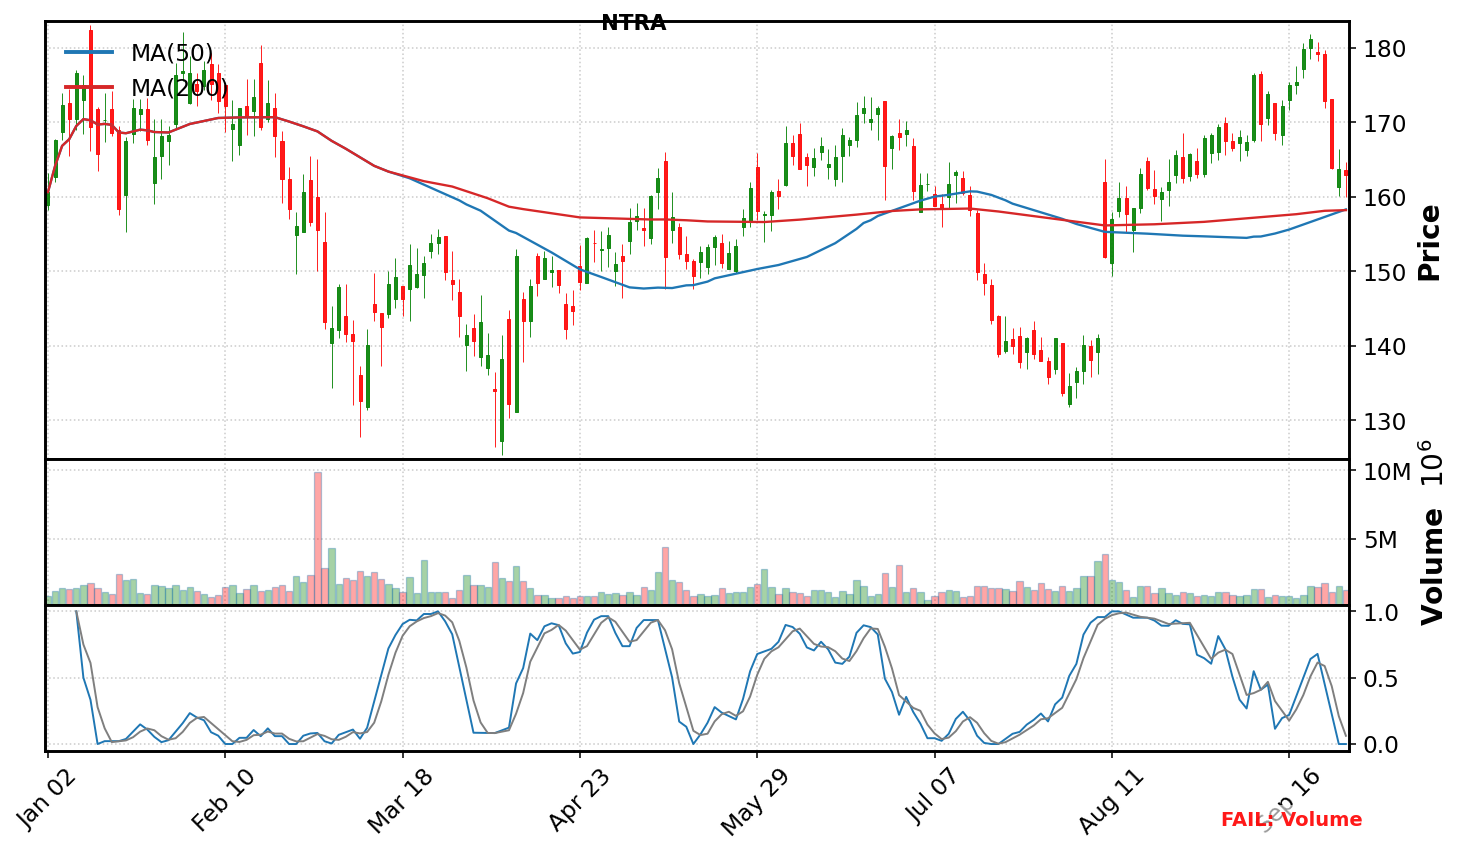 NTRA
MA(50)
MA(200)
180
170
160
150
140
130
Price
10M
5M
Volume 10^6
1.0
0.5
0.0
Jan 02
Feb 10
Mar 18
Apr 23
May 29
Jul 07
Aug 11
Sep 16
FAIL: Volume